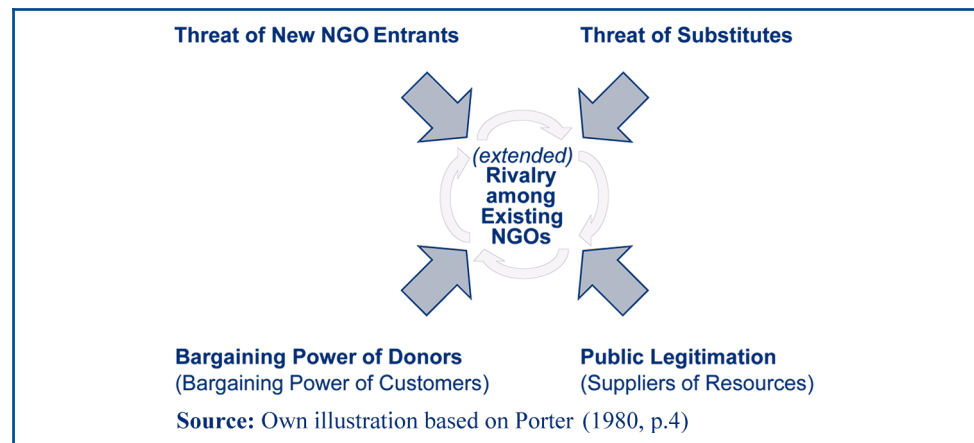 Threat of New NGO Entrants
Threat of Substitutes
(extended)
Rivalry
among
Existing
NGOs
Bargaining Power of Donors
(Bargaining Power of Customers)
Public Legitimation
(Suppliers of Resources)
Source: Own illustration based on Porter (1980, p.4)